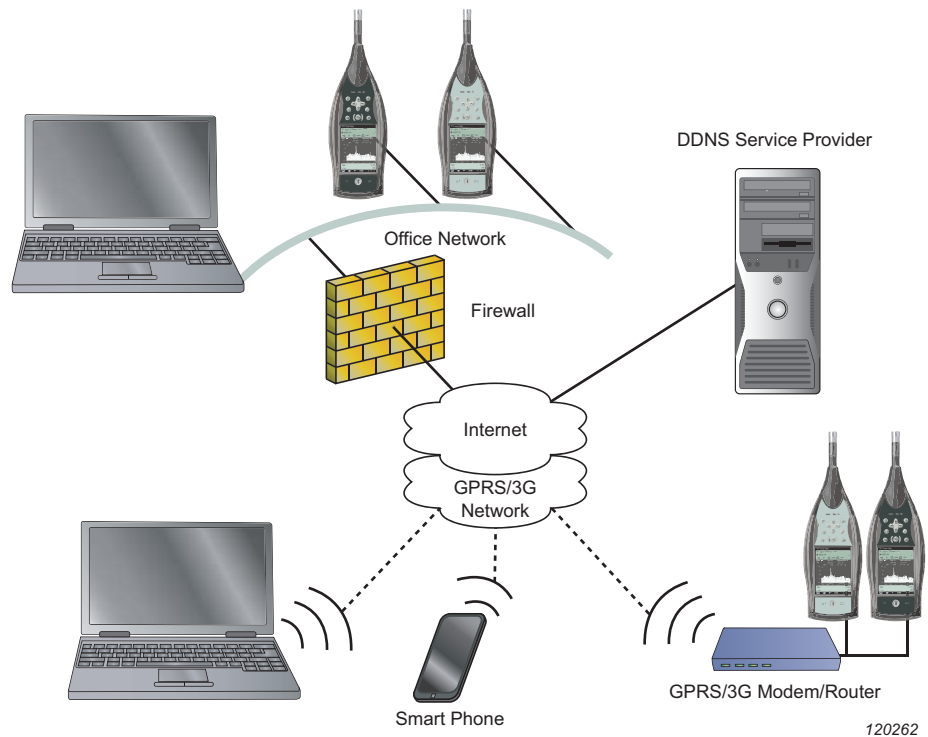 DDNS Service Provider
Office Network
Firewall
Internet
GPRS/3G
Network
GPRS/3G Modem/Router
Smart Phone
120262